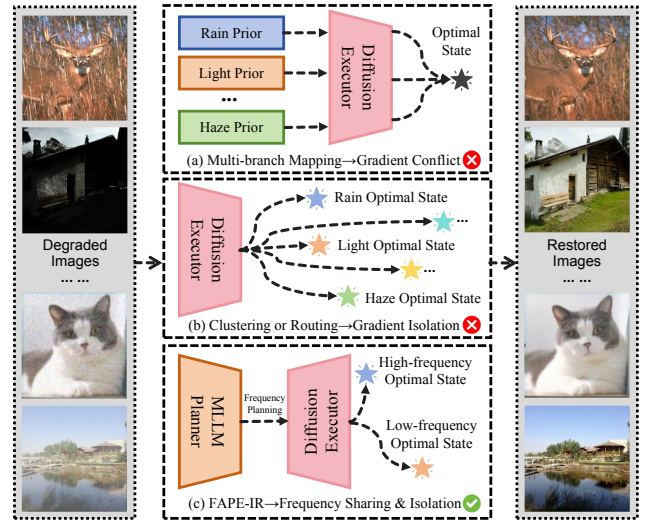 Degraded
Images
... ...
Rain Prior
Light Prior
...
Haze Prior
Diffusion
Executor
Optimal
State
(a) Multi-branch Mapping→Gradient Conflict
Diffusion
Executor
Rain Optimal State
...
Light Optimal State
...
Haze Optimal State
(b) Clustering or Routing→Gradient Isolation
MLLM
Planner
Frequency
Planning
Diffusion
Executor
High-frequency
Optimal State
Low-frequency
Optimal State
(c) FAPE-IR→Frequency Sharing & Isolation
Restored
Images
... ...